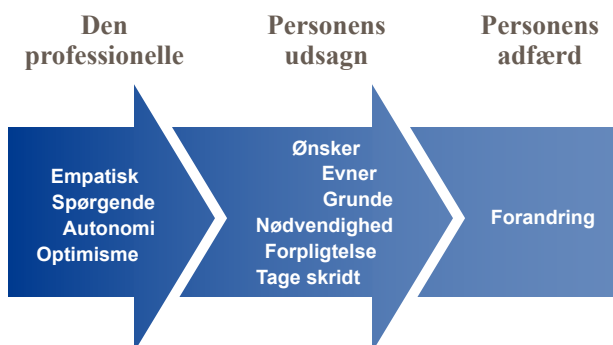 Den
professionelle
Personens
udsagn
Personens
adfærd
Empatisk
Spørgende
Autonomi
Optimisme
Ønsker
Evner
Grunde
Nødvendighed
Forpligtelse
Tage skridt
Forandring